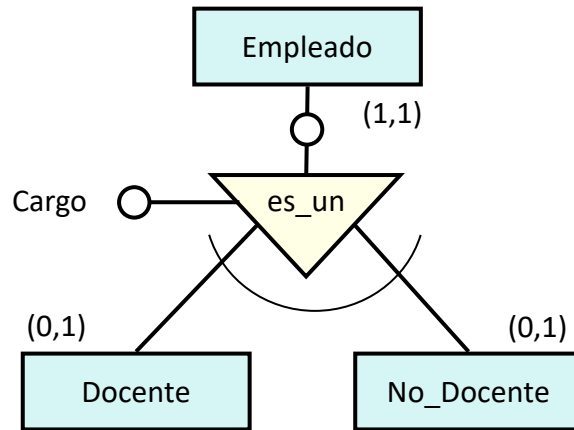 Empleado
(1,1)
Cargo
es_un
(0,1)
(0,1)
Docente
No_Docente